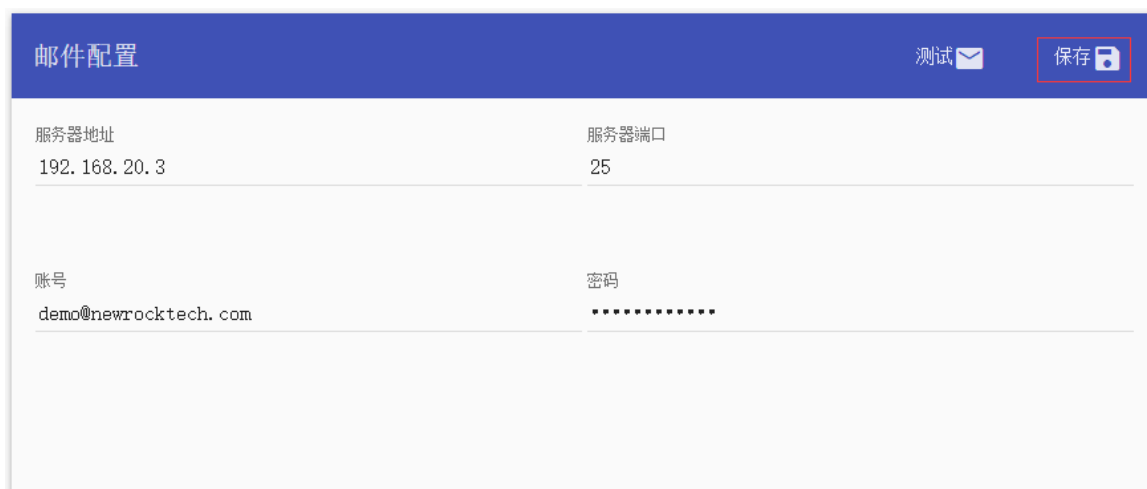 邮件配置 测试 保存
服务器地址 服务器端口
192.168.20.3 25
账号 密码
demo@newrocktech.com ••••••••••••